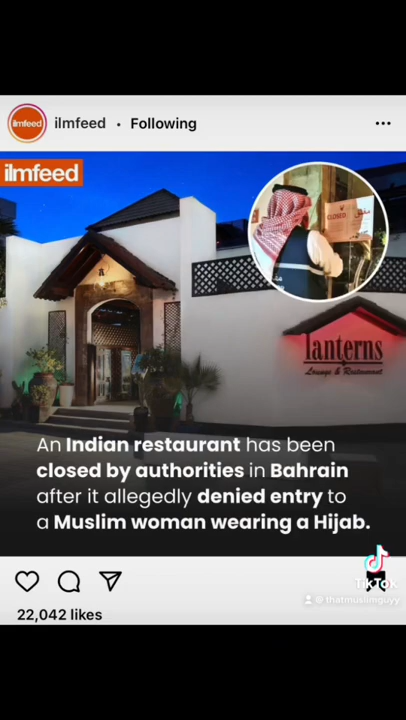 ilmfeed
ilmfeed • Following
ilmfeed
CLOSED مغلق
lanterns
Lounge & Restaurant
An Indian restaurant has been
closed by authorities in Bahrain
after it allegedly denied entry to
a Muslim woman wearing a Hijab.
TikTok
@thatmuslimguyy
22,042 likes